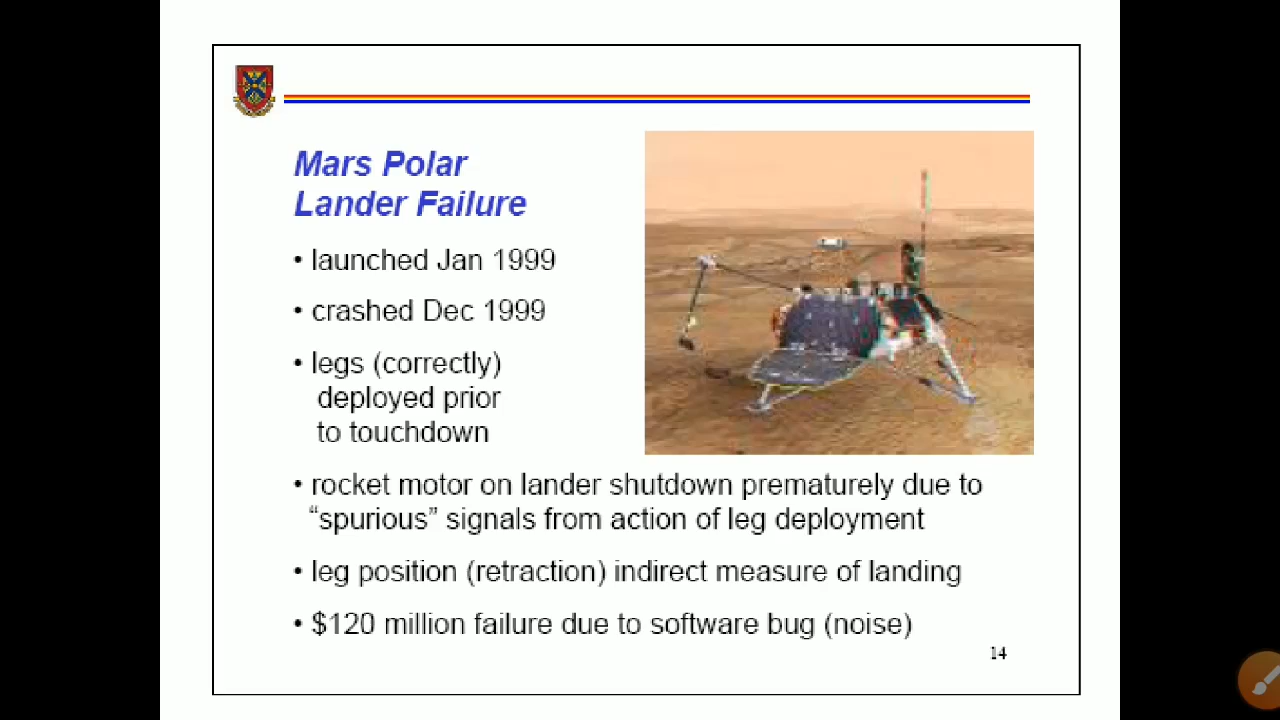 Mars Polar
Lander Failure
• launched Jan 1999
• crashed Dec 1999
• legs (correctly)
deployed prior
to touchdown
• rocket motor on lander shutdown prematurely due to
“spurious” signals from action of leg deployment
• leg position (retraction) indirect measure of landing
• $120 million failure due to software bug (noise)
14